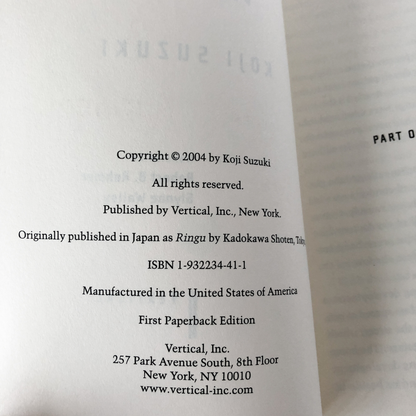 Copyright © 2004 by Koji Suzuki
All rights reserved.
Published by Vertical, Inc., New York.
Originally published in Japan as Ringu by Kadokawa Shoten,
ISBN 1-932234-41-1
Manufactured in the United States of America
First Paperback Edition
Vertical, Inc.
257 Park Avenue South, 8th Floor
New York, NY 10010
www.vertical-inc.com
PART